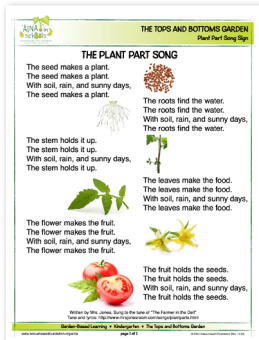 'AINA In
schools
THE TOPS AND BOTTOMS GARDEN
Plant Part Song Sign
THE PLANT PART SONG
The seed makes a plant.
The seed makes a plant.
With soil, rain, and sunny days,
The seed makes a plant.
The roots find the water.
The roots find the water.
With soil, rain, and sunny days,
The roots find the water.
The stem holds it up.
The stem holds it up.
With soil, rain, and sunny days,
The stem holds it up.
The leaves make the food.
The leaves make the food.
With soil, rain, and sunny days,
The leaves make the food.
The flower makes the fruit.
The flower makes the fruit.
With soil, rain, and sunny days,
The flower makes the fruit.
The fruit holds the seeds.
The fruit holds the seeds.
With soil, rain, and sunny days,
The fruit holds the seeds.
Written by Mrs. Jones, Sung to the tune of "The Farmer in the Dell"
Garden-Based Learning • Kindergarten • The Tops and Bottoms Garden
page 1 of 1